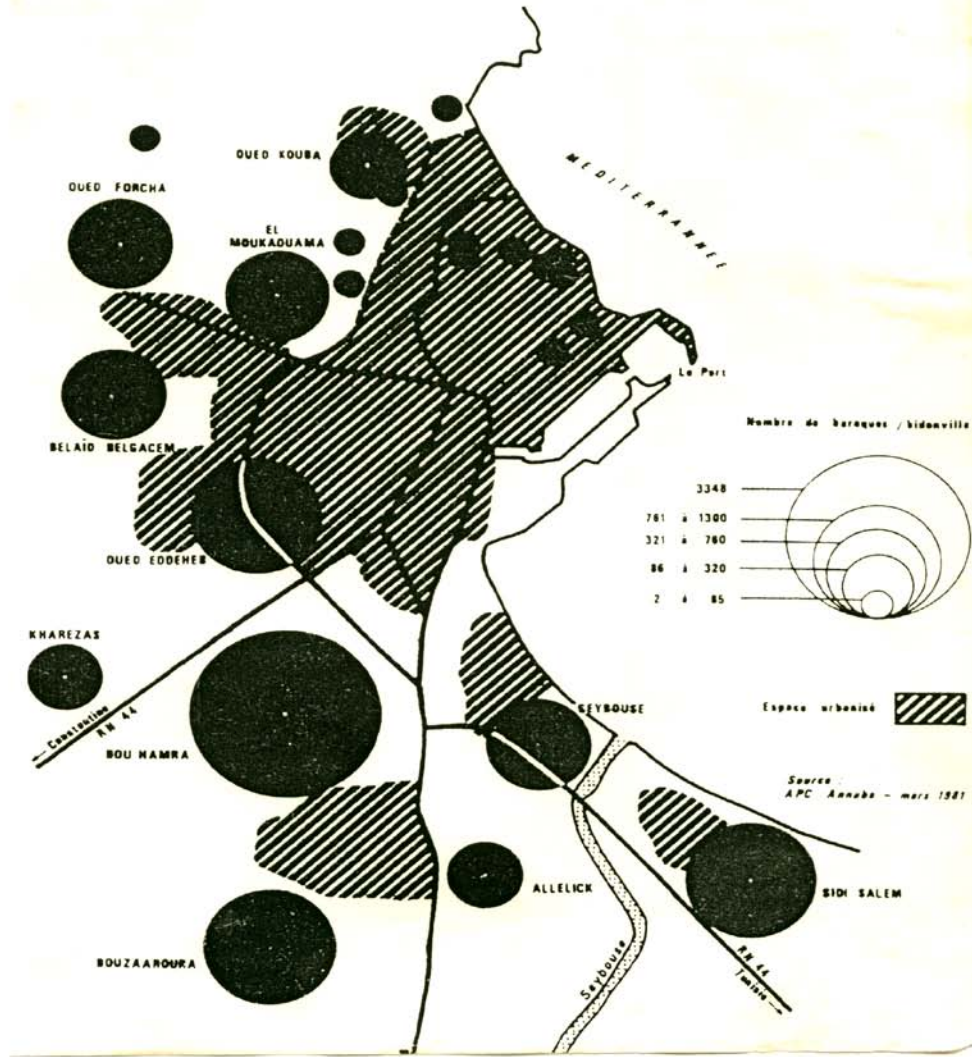 OUED KOUBA
MEDITERRANNEE
OUED FORCHA
EL
MOUKAOUAMA
Le Port
BELAÏD BELGACEM
Nombre de baraques / bidonville
3348
761 à 1300
321 à 760
86 à 320
2 à 85
OUED EDDEHEB
KHAREZAS
Constantine
RN 44
BOU HAMRA
SEYBOUSE
Espace urbanisé
Source :
APC Annaba - mars 1981
ALLELICK
SIDI SALEM
BOUZAAROURA
Seybouse
RN 44
Tunisie